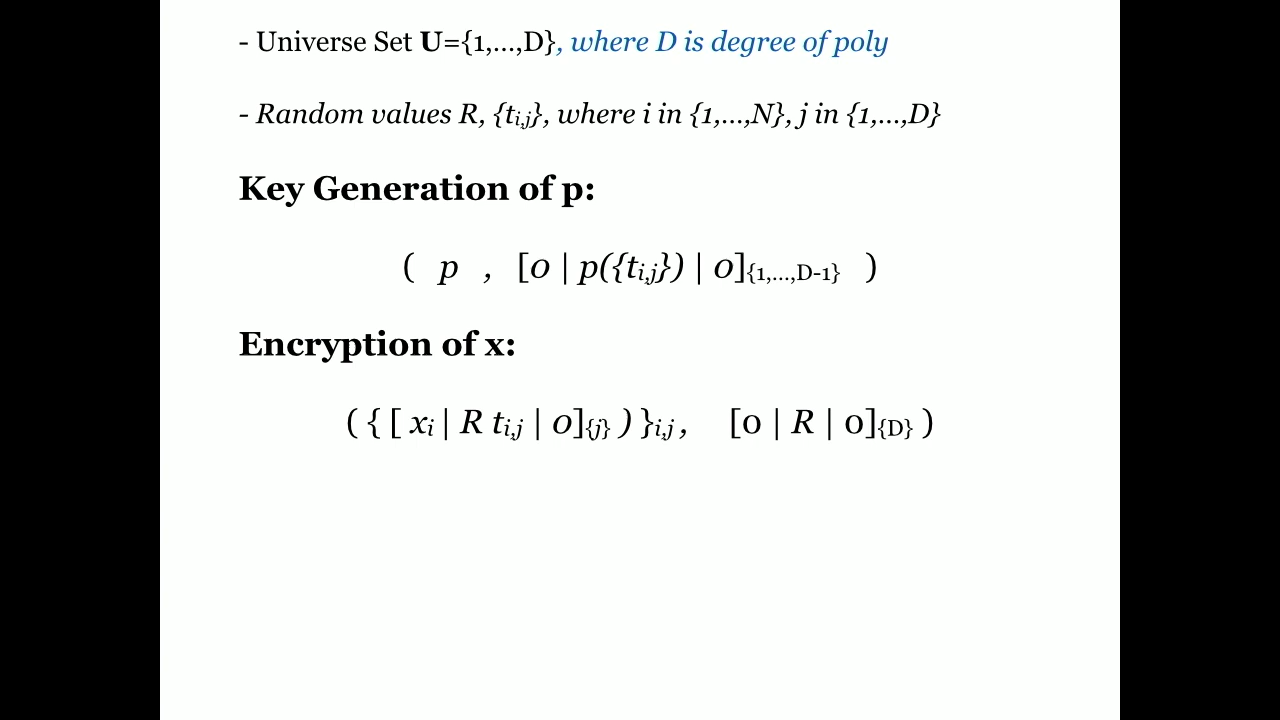 - Universe Set U={1,...,D}, where D is degree of poly
- Random values R, {tᵢ,ⱼ}, where i in {1,...,N}, j in {1,...,D}
Key Generation of p:
( p , [0 | p({tᵢ,ⱼ}) | 0]{1,...,D-1} )
Encryption of x:
( { [ xᵢ | R tᵢ,ⱼ | 0]{j} ) }ᵢ,ⱼ , [0 | R | 0]{D} )